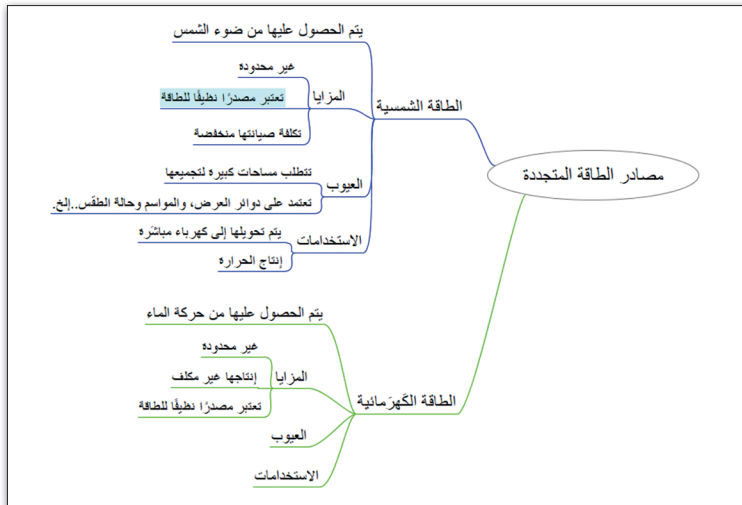 مصادر الطاقة المتجددة
الطاقة الشمسية
يتم الحصول عليها من ضوء الشمس
المزايا
غير محدودة
تعتبر مصدرًا نظيفًا للطاقة
تكلفة صيانتها منخفضة
العيوب
تتطلب مساحات كبيرة لتجميعها
تعتمد على دوائر العرض، والمواسم وحالة الطقس..إلخ.
الاستخدامات
يتم تحويلها إلى كهرباء مباشرة
إنتاج الحرارة
الطاقة الكَهرَمائية
يتم الحصول عليها من حركة الماء
المزايا
غير محدودة
إنتاجها غير مكلف
تعتبر مصدرًا نظيفًا للطاقة
العيوب
الاستخدامات